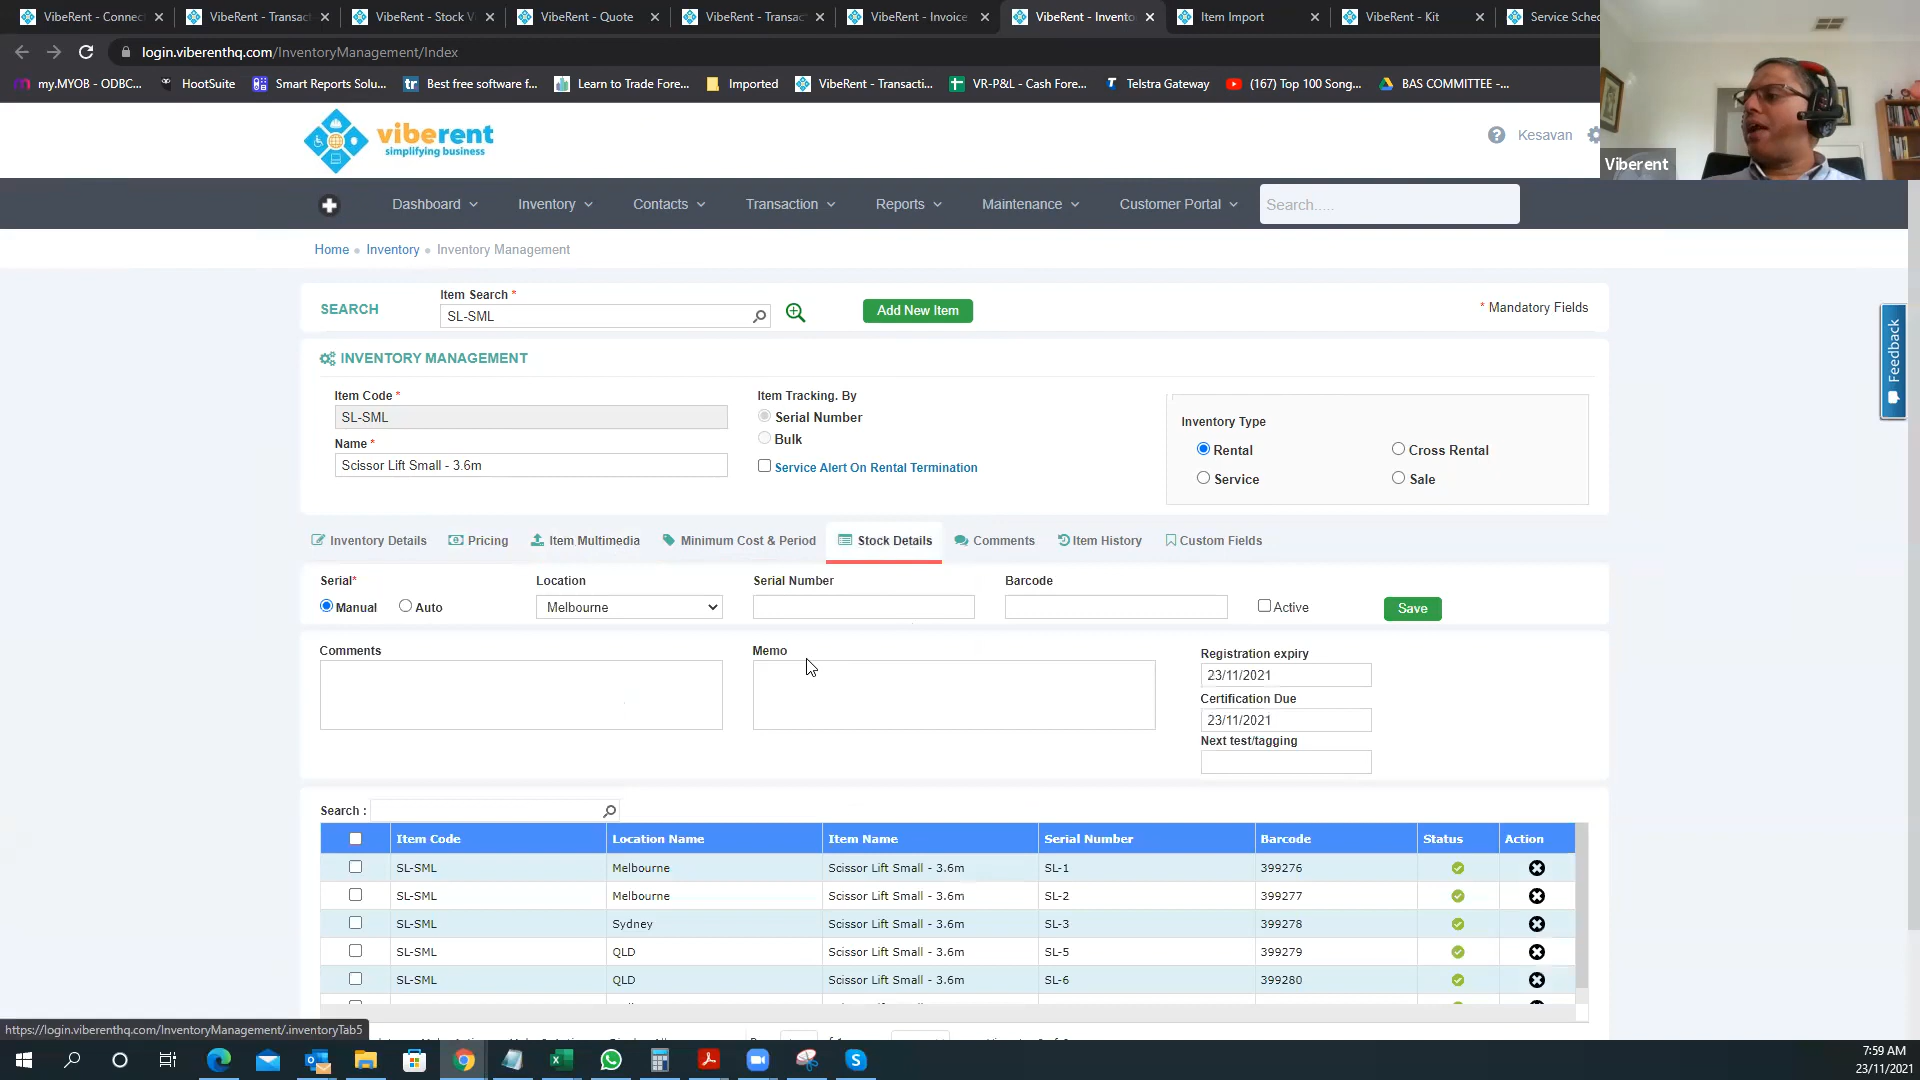 VibeRent - Connec
VibeRent - Transac
VibeRent - Stock V
VibeRent - Quote
VibeRent - Transac
VibeRent - Invoice
VibeRent - Invento
Item Import
VibeRent - Kit
Service Sched
login.viberenthq.com/InventoryManagement/Index
my.MYOB - ODBC...
HootSuite
Smart Reports Solu...
tr
Best free software f...
Learn to Trade Fore...
Imported
VibeRent - Transacti...
VR-P&L - Cash Fore...
T
Telstra Gateway
(167) Top 100 Song...
BAS COMMITTEE -...
viberent
simplifying business
Kesavan
Viberent
Dashboard
Inventory
Contacts
Transaction
Reports
Maintenance
Customer Portal
Search.....
Home
Inventory
Inventory Management
SEARCH
Item Search *
SL-SML
Add New Item
* Mandatory Fields
Feedback
INVENTORY MANAGEMENT
Item Code *
SL-SML
Name *
Scissor Lift Small - 3.6m
Item Tracking. By
Serial Number
Bulk
Service Alert On Rental Termination
Inventory Type
Rental
Cross Rental
Service
Sale
Inventory Details
Pricing
Item Multimedia
Minimum Cost & Period
Stock Details
Comments
Item History
Custom Fields
Serial*
Manual
Auto
Location
Melbourne
Serial Number
Barcode
Active
Save
Comments
Memo
Registration expiry
23/11/2021
Certification Due
23/11/2021
Next test/tagging
Search :
Item Code Location Name Item Name Serial Number Barcode Status Action
SL-SML Melbourne Scissor Lift Small - 3.6m SL-1 399276
SL-SML Melbourne Scissor Lift Small - 3.6m SL-2 399277
SL-SML Sydney Scissor Lift Small - 3.6m SL-3 399278
SL-SML QLD Scissor Lift Small - 3.6m SL-5 399279
SL-SML QLD Scissor Lift Small - 3.6m SL-6 399280
https://login.viberenthq.com/InventoryManagement/.inventoryTab5
7:59 AM
23/11/2021